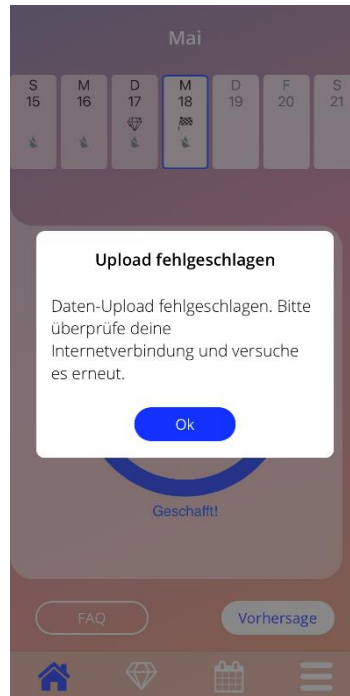 Mai
S M D M D F S
15 16 17 18 19 20 21
Upload fehlgeschlagen
Daten-Upload fehlgeschlagen. Bitte
überprüfe deine
Internetverbindung und versuche
es erneut.
Ok
Geschafft!
FAQ Vorhersage